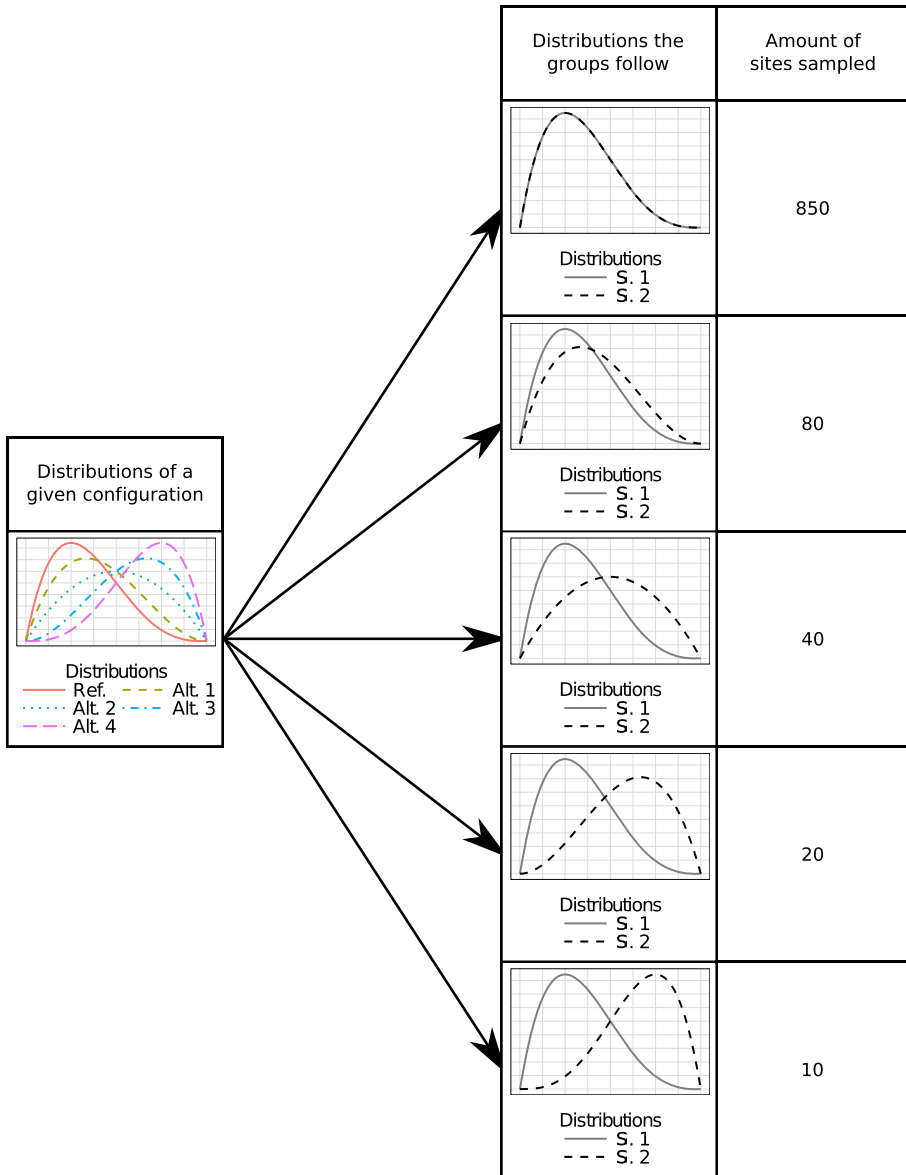 Distributions the
groups follow
Amount of
sites sampled
Distributions
S. 1
S. 2
850
Distributions
S. 1
S. 2
80
Distributions of a
given configuration
Distributions
Ref. Alt. 1
Alt. 2 Alt. 3
Alt. 4
Distributions
S. 1
S. 2
40
Distributions
S. 1
S. 2
20
Distributions
S. 1
S. 2
10